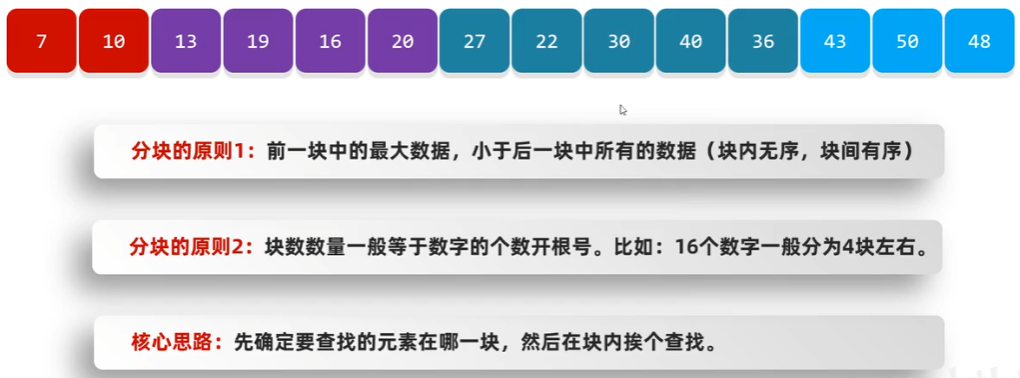 7 10 13 19 16 20 27 22 30 40 36 43 50 48
分块的原则1：前一块中的最大数据，小于后一块中所有的数据（块内无序，块间有序）
分块的原则2：块数数量一般等于数字的个数开根号。比如：16个数字一般分为4块左右。
核心思路：先确定要查找的元素在哪一块，然后在块内挨个查找。